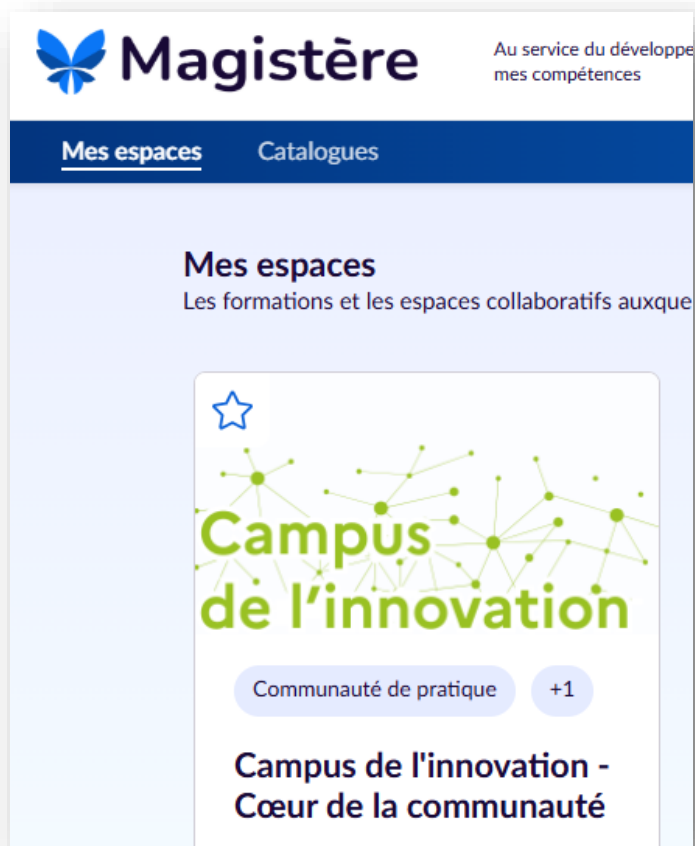 Magistère
Au service du développe
mes compétences
Mes espaces
Catalogues
Mes espaces
Les formations et les espaces collaboratifs auxque
Campus
de l'innovation
Communauté de pratique
+1
Campus de l'innovation -
Cœur de la communauté